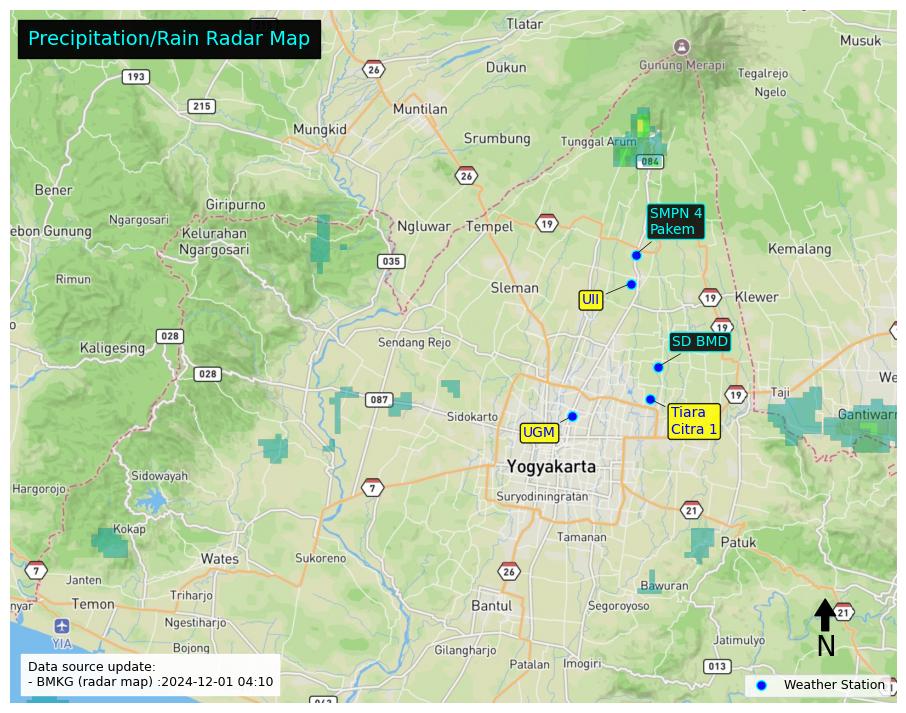 Precipitation/Rain Radar Map
Tlatar
Musuk
193
26
Dukun
Gunung Merapi
Tegalrejo
Ngelo
215
Muntilan
Mungkid
Srumbung
Tunggal Arum
084
26
Bener
Giripurno
Ngargosari
ebon Gunung
Kelurahan
Ngargosari
Ngluwar
Tempel
19
SMPN 4
Pakem
Kemalang
035
Rimun
Sleman
UII
19
Klewer
19
028
Kaligesing
Sendang Rejo
SD BMD
028
087
19
Taji
We
Sidokarto
UGM
Tiara
Citra 1
Gantiwarn
Yogyakarta
Sidowayah
Hargorojo
7
Suryodiningratan
21
Kokap
Tamanan
Patuk
Wates
Sukoreno
7
Janten
26
Bawuran
Triharjo
nyar
Temon
Bantul
Segoroyoso
21
Ngestiharjo
YIA
Bojong
Gilangharjo
Jatimulyo
N
Patalan
Imogiri
013
Data source update:
- BMKG (radar map) :2024-12-01 04:10
Weather Station